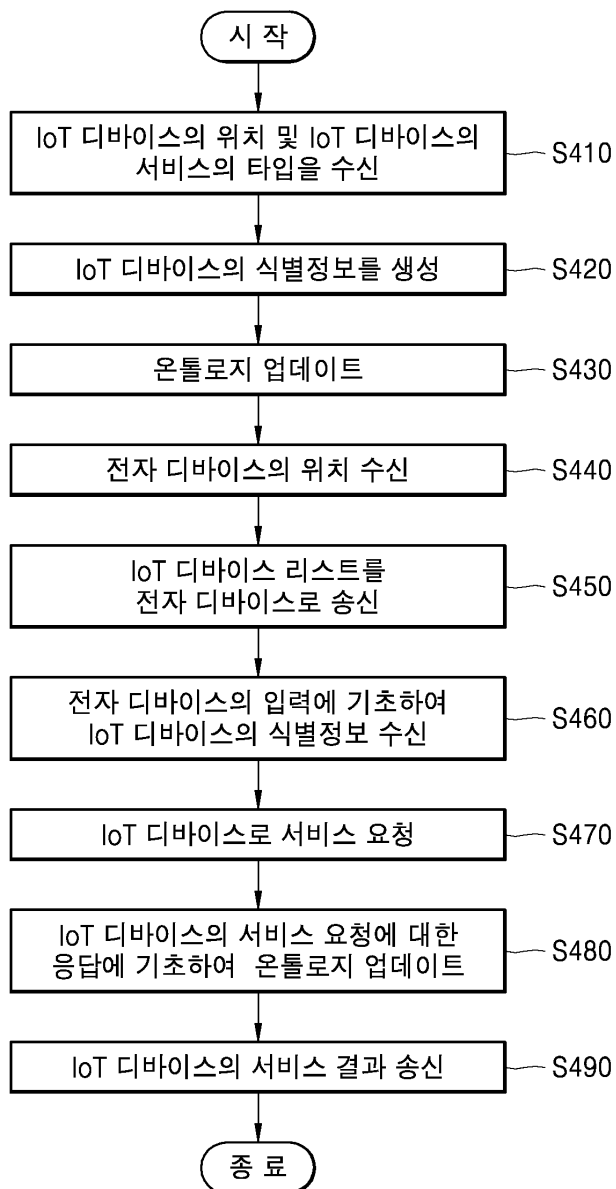 시 작
IoT 디바이스의 위치 및 IoT 디바이스의
서비스의 타입을 수신
S410
IoT 디바이스의 식별정보를 생성
S420
온톨로지 업데이트
S430
전자 디바이스의 위치 수신
S440
IoT 디바이스 리스트를
전자 디바이스로 송신
S450
전자 디바이스의 입력에 기초하여
IoT 디바이스의 식별정보 수신
S460
IoT 디바이스로 서비스 요청
S470
IoT 디바이스의 서비스 요청에 대한
응답에 기초하여 온톨로지 업데이트
S480
IoT 디바이스의 서비스 결과 송신
S490
종 료